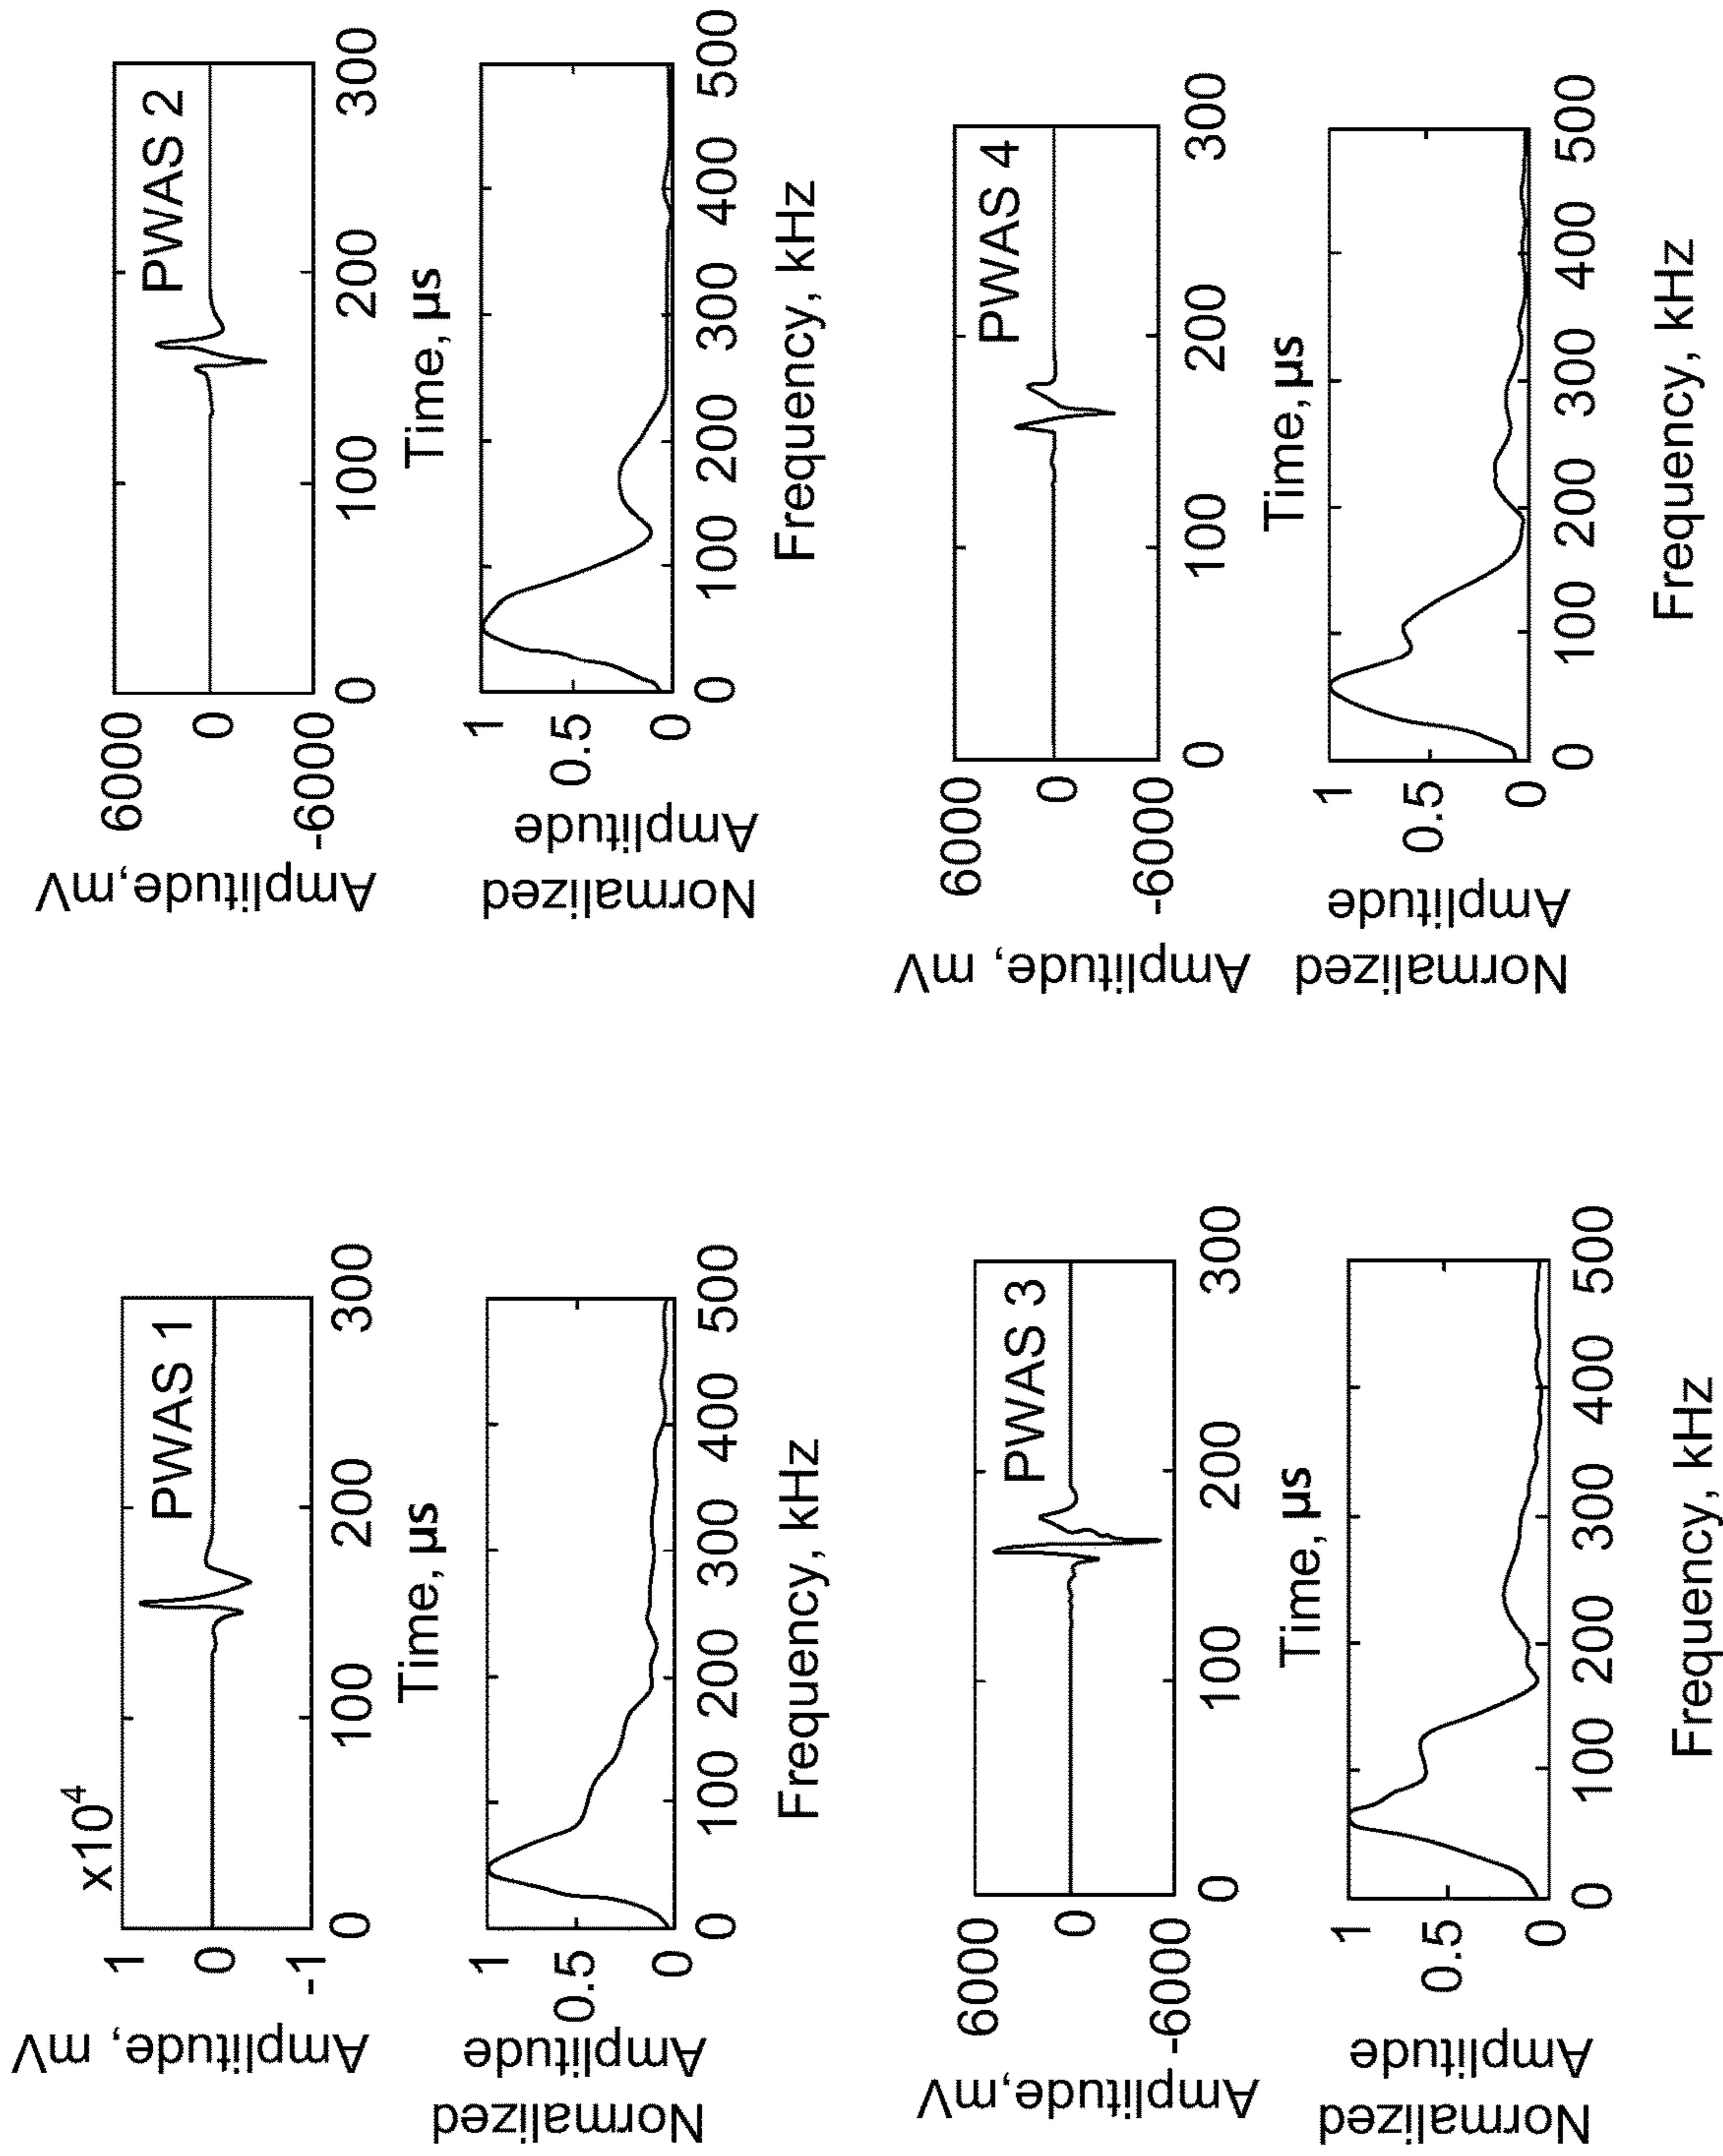 x10⁴
Amplitude, mV
1
0
-1
PWAS 1
0 100 200 300
Time, µs
Normalized
Amplitude
1
0.5
0
0 100 200 300 400 500
Frequency, kHz
Amplitude,mV
6000
0
-6000
PWAS 2
0 100 200 300
Time, µs
Normalized
Amplitude
1
0.5
0
0 100 200 300 400 500
Frequency, kHz
Amplitude,mV
6000
0
-6000
PWAS 3
0 100 200 300
Time, µs
Normalized
Amplitude
1
0.5
0
0 100 200 300 400 500
Frequency, kHz
Amplitude, mV
6000
0
-6000
PWAS 4
0 100 200 300
Time, µs
Normalized
Amplitude
1
0.5
0
0 100 200 300 400 500
Frequency, kHz